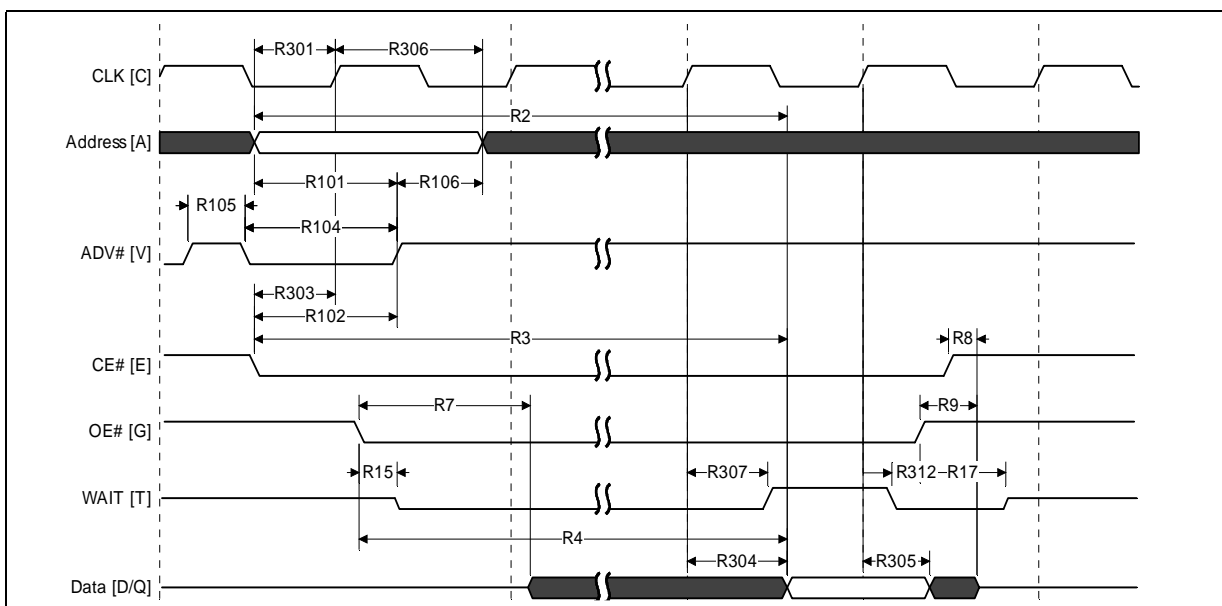 R301 R306
CLK [C]
R2
Address [A]
R101 R106
R105
R104
ADV# [V]
R303
R102
R3 R8
CE# [E]
R7 R9
OE# [G]
R15 R307 R312 R17
WAIT [T]
R4
R304 R305
Data [D/Q]